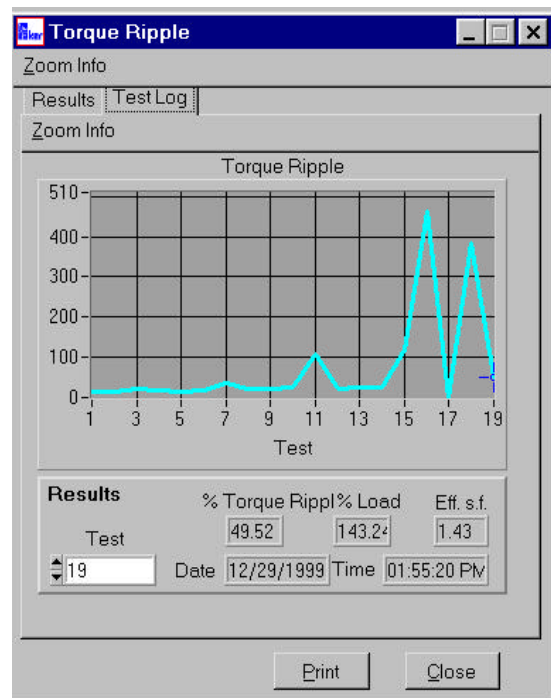 Torque Ripple
Zoom Info
Results Test Log
Zoom Info
Torque Ripple
510
400
300
200
100
0
1 3 5 7 9 11 13 15 17 19
Test
Results
% Torque Rippl % Load Eff. s.f.
49.52 143.24 1.43
Test
19
Date 12/29/1999 Time 01:55:20 PM
Print Close